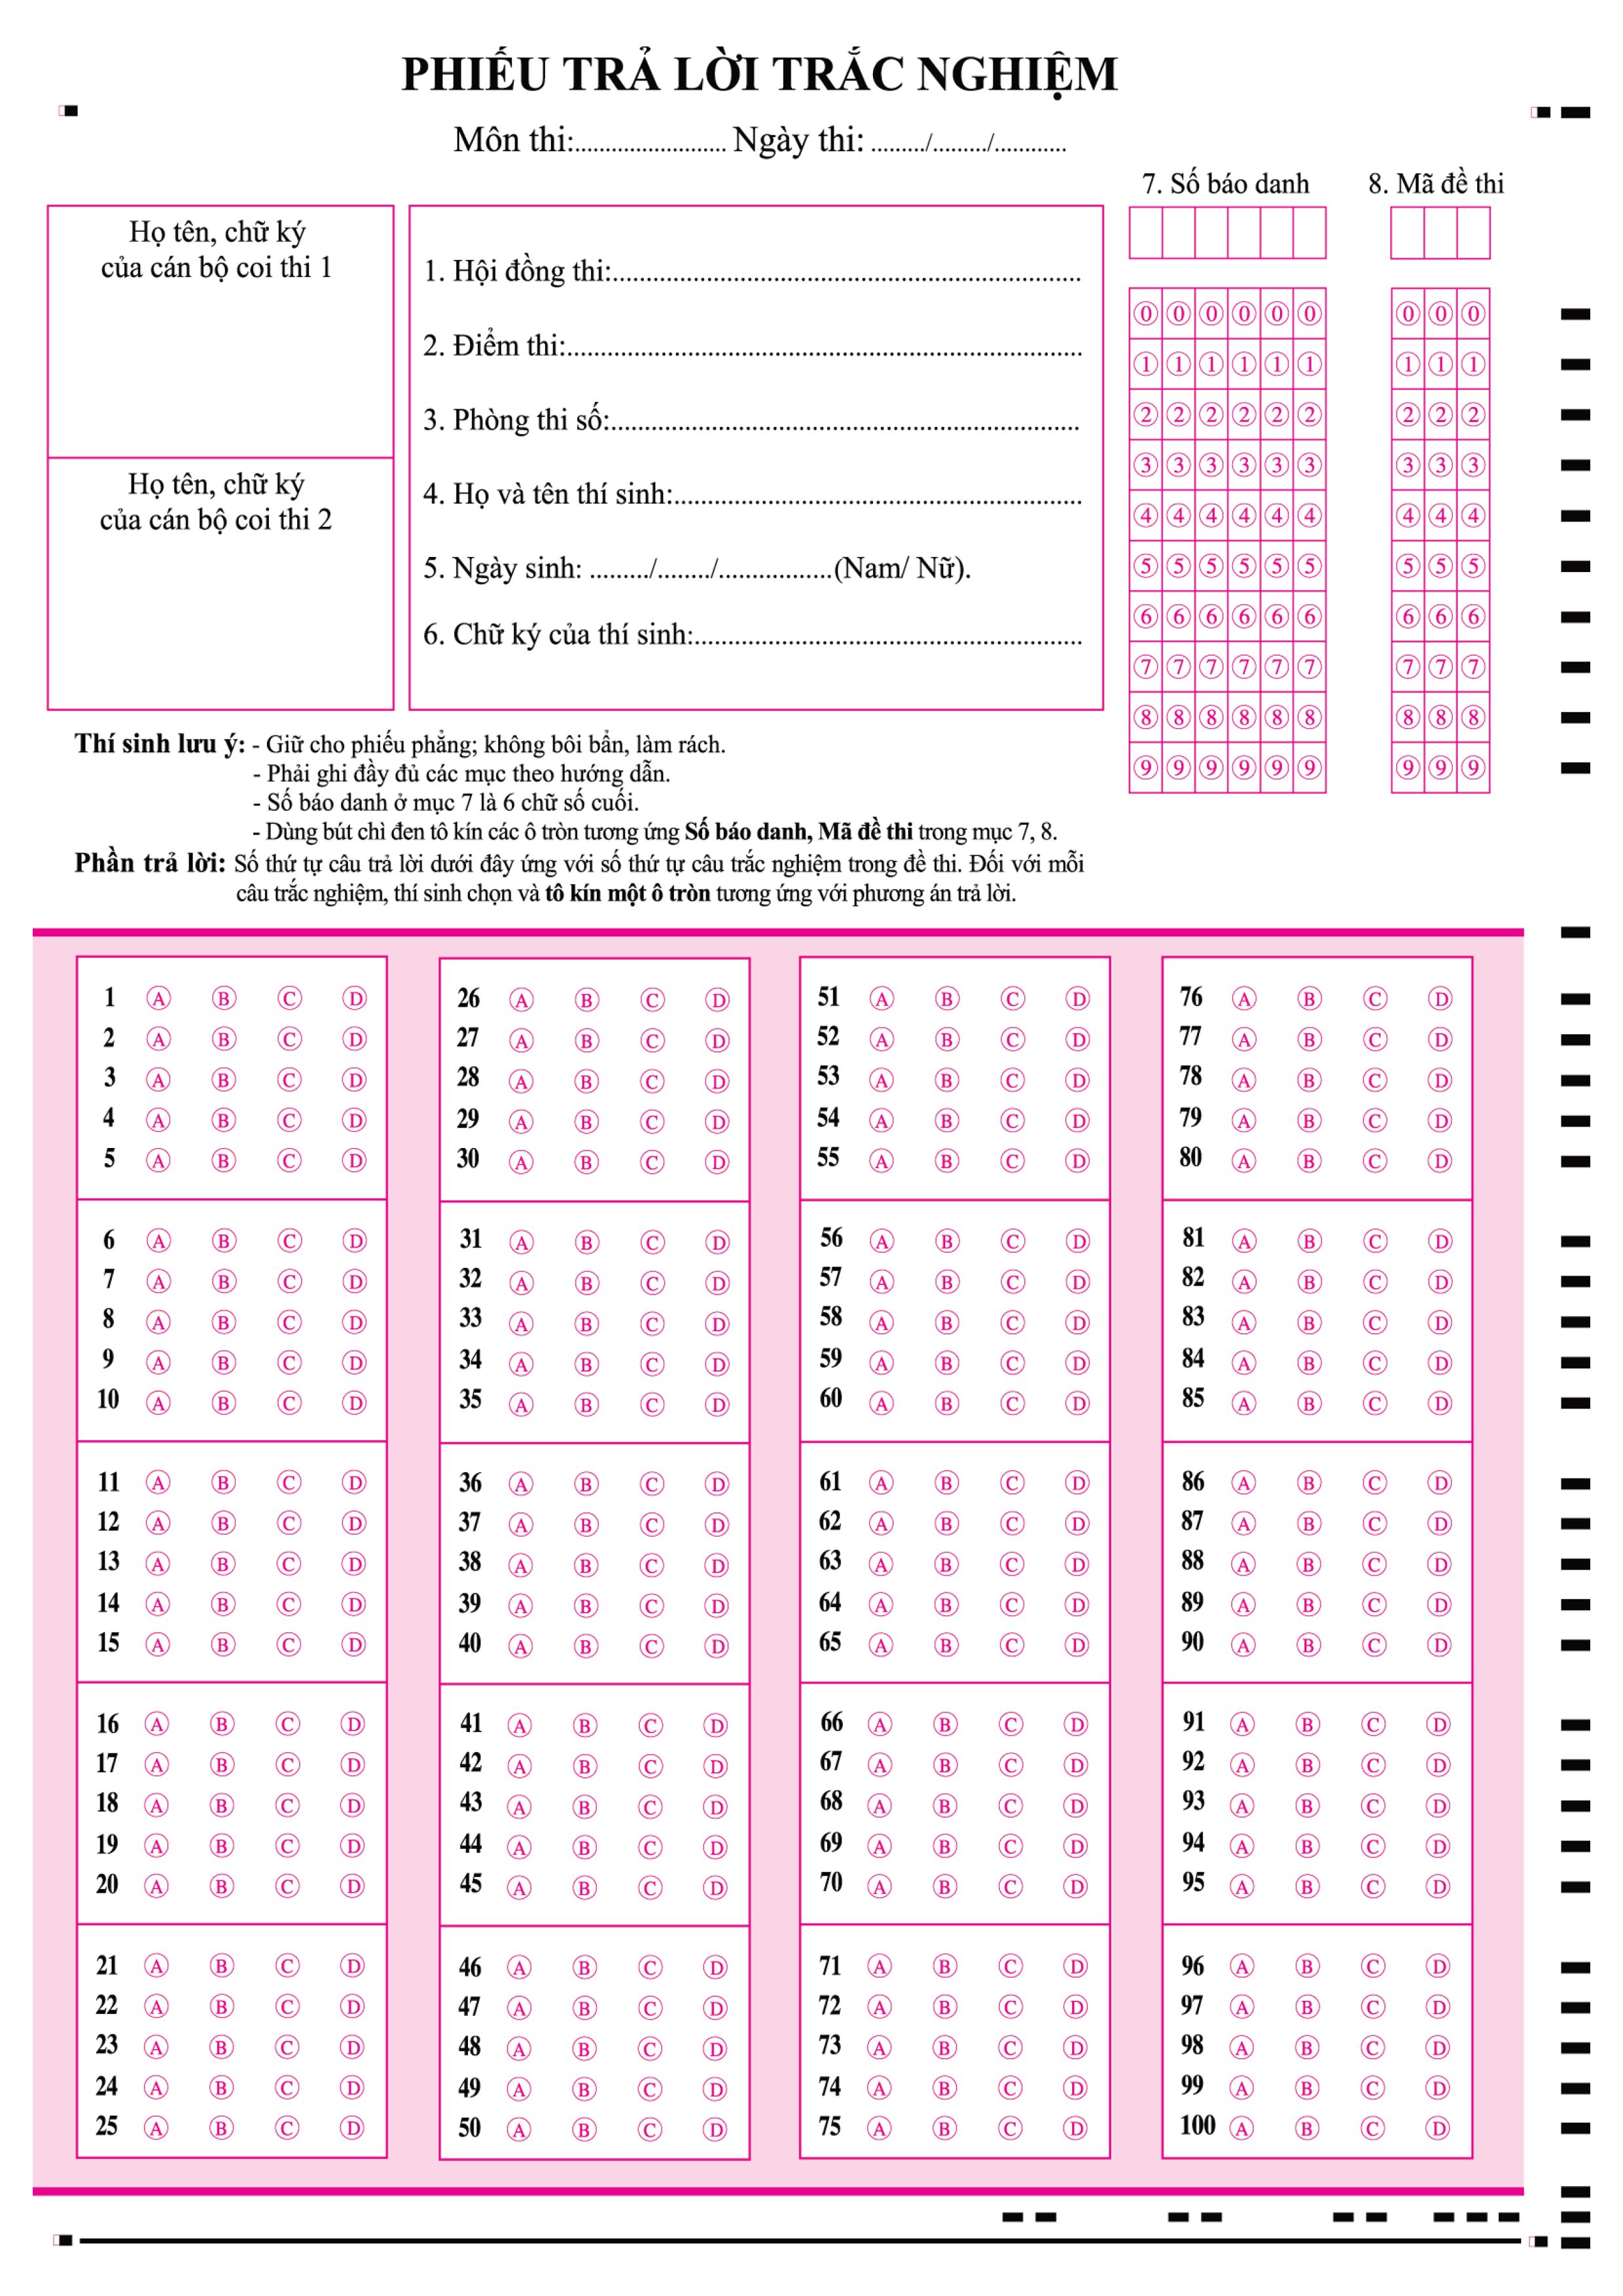 PHIẾU TRẢ LỜI TRẮC NGHIỆM
Môn thi:......................... Ngày thi: ........./........./............
7. Số báo danh
8. Mã đề thi
Họ tên, chữ ký
của cán bộ coi thi 1
Họ tên, chữ ký
của cán bộ coi thi 2
1. Hội đồng thi:......................................................................
2. Điểm thi:.............................................................................
3. Phòng thi số:......................................................................
4. Họ và tên thí sinh:.............................................................
5. Ngày sinh: ........./......../.................(Nam/ Nữ).
6. Chữ ký của thí sinh:..........................................................
0 0 0 0 0 0 0 0 0
1 1 1 1 1 1 1 1 1
2 2 2 2 2 2 2 2 2
3 3 3 3 3 3 3 3 3
4 4 4 4 4 4 4 4 4
5 5 5 5 5 5 5 5 5
6 6 6 6 6 6 6 6 6
7 7 7 7 7 7 7 7 7
8 8 8 8 8 8 8 8 8
9 9 9 9 9 9 9 9 9
Thí sinh lưu ý: - Giữ cho phiếu phẳng; không bôi bẩn, làm rách.
- Phải ghi đầy đủ các mục theo hướng dẫn.
- Số báo danh ở mục 7 là 6 chữ số cuối.
- Dùng bút chì đen tô kín các ô tròn tương ứng Số báo danh, Mã đề thi trong mục 7, 8.
Phần trả lời: Số thứ tự câu trả lời dưới đây ứng với số thứ tự câu trắc nghiệm trong đề thi. Đối với mỗi
câu trắc nghiệm, thí sinh chọn và tô kín một ô tròn tương ứng với phương án trả lời.
1 A B C D
2 A B C D
3 A B C D
4 A B C D
5 A B C D
6 A B C D
7 A B C D
8 A B C D
9 A B C D
10 A B C D
11 A B C D
12 A B C D
13 A B C D
14 A B C D
15 A B C D
16 A B C D
17 A B C D
18 A B C D
19 A B C D
20 A B C D
21 A B C D
22 A B C D
23 A B C D
24 A B C D
25 A B C D
26 A B C D
27 A B C D
28 A B C D
29 A B C D
30 A B C D
31 A B C D
32 A B C D
33 A B C D
34 A B C D
35 A B C D
36 A B C D
37 A B C D
38 A B C D
39 A B C D
40 A B C D
41 A B C D
42 A B C D
43 A B C D
44 A B C D
45 A B C D
46 A B C D
47 A B C D
48 A B C D
49 A B C D
50 A B C D
51 A B C D
52 A B C D
53 A B C D
54 A B C D
55 A B C D
56 A B C D
57 A B C D
58 A B C D
59 A B C D
60 A B C D
61 A B C D
62 A B C D
63 A B C D
64 A B C D
65 A B C D
66 A B C D
67 A B C D
68 A B C D
69 A B C D
70 A B C D
71 A B C D
72 A B C D
73 A B C D
74 A B C D
75 A B C D
76 A B C D
77 A B C D
78 A B C D
79 A B C D
80 A B C D
81 A B C D
82 A B C D
83 A B C D
84 A B C D
85 A B C D
86 A B C D
87 A B C D
88 A B C D
89 A B C D
90 A B C D
91 A B C D
92 A B C D
93 A B C D
94 A B C D
95 A B C D
96 A B C D
97 A B C D
98 A B C D
99 A B C D
100 A B C D